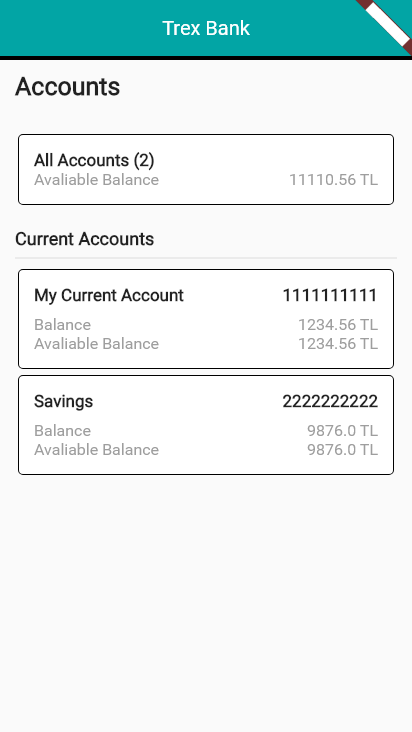 Trex Bank
Accounts
All Accounts (2)
Avaliable Balance 11110.56 TL
Current Accounts
My Current Account 1111111111
Balance 1234.56 TL
Avaliable Balance 1234.56 TL
Savings 2222222222
Balance 9876.0 TL
Avaliable Balance 9876.0 TL